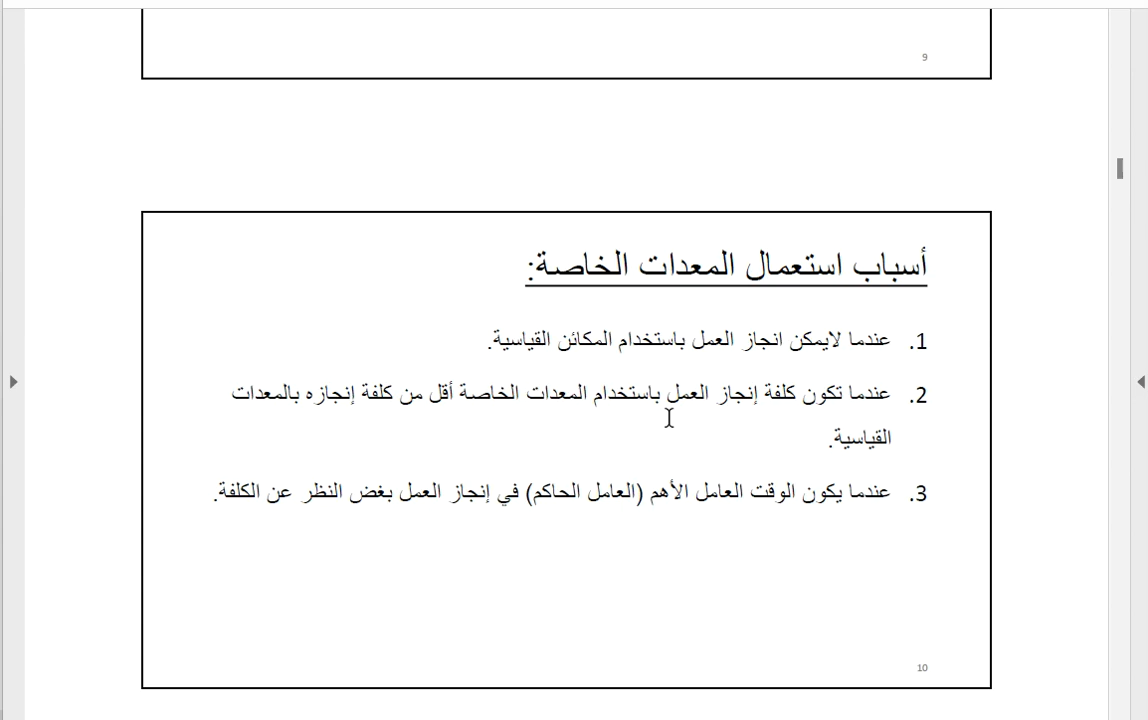 9
أسباب استعمال المعدات الخاصة:
1. عندما لايمكن انجاز العمل باستخدام المكائن القياسية.
2. عندما تكون كلفة إنجاز العمل باستخدام المعدات الخاصة أقل من كلفة إنجازه بالمعدات
القياسية.
3. عندما يكون الوقت العامل الأهم (العامل الحاكم) في إنجاز العمل بغض النظر عن الكلفة.
10